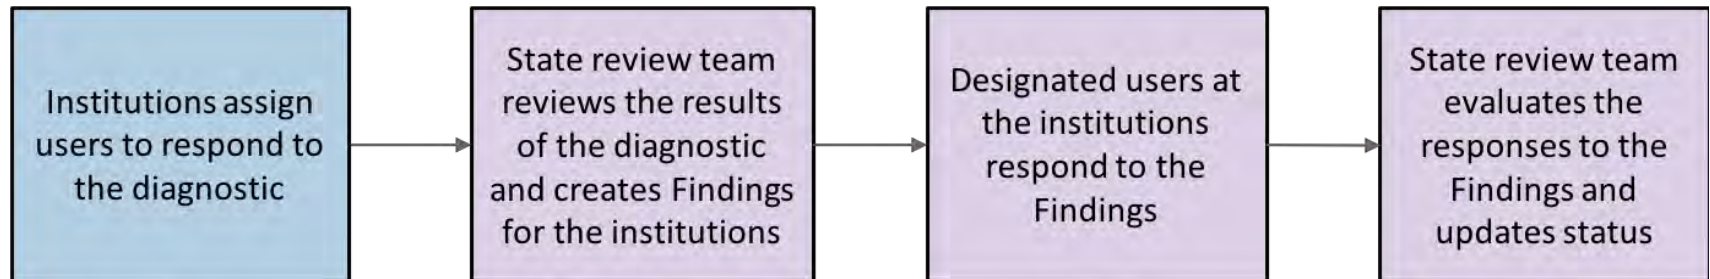 Institutions assign
users to respond to
the diagnostic
State review team
reviews the results
of the diagnostic
and creates Findings
for the institutions
Designated users at
the institutions
respond to the
Findings
State review team
evaluates the
responses to the
Findings and
updates status